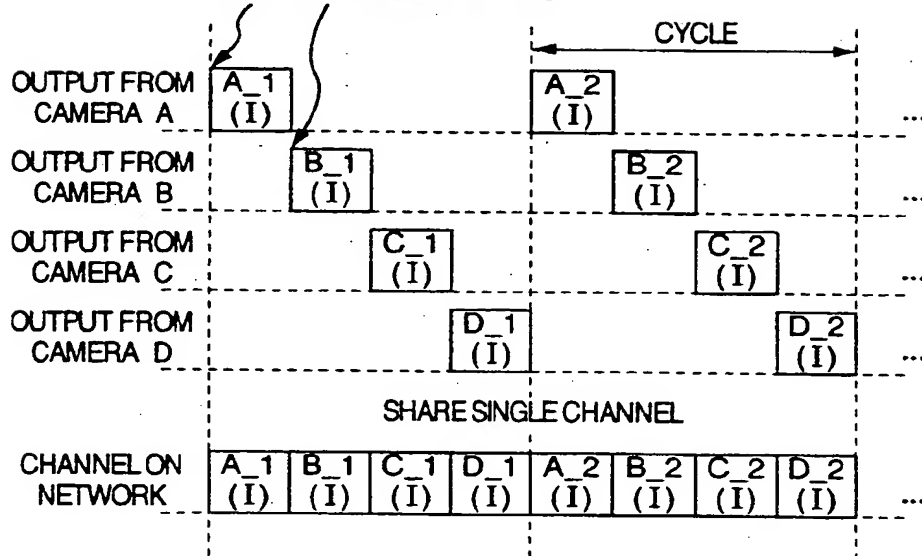 CYCLE
OUTPUT FROM
CAMERA A
A_1
(I)
A_2
(I)
...
OUTPUT FROM
CAMERA B
B_1
(I)
B_2
(I)
...
OUTPUT FROM
CAMERA C
C_1
(I)
C_2
(I)
...
OUTPUT FROM
CAMERA D
D_1
(I)
D_2
(I)
...
SHARE SINGLE CHANNEL
CHANNEL ON
NETWORK
A_1 B_1 C_1 D_1 A_2 B_2 C_2 D_2
(I) (I) (I) (I) (I) (I) (I) (I)
...